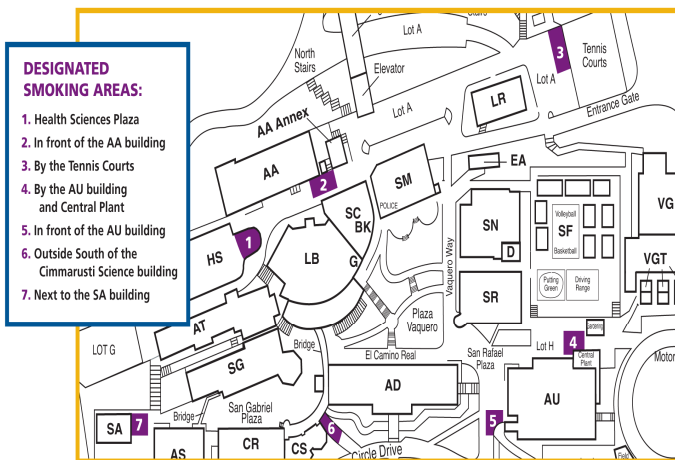 DESIGNATED
SMOKING AREAS:
1. Health Sciences Plaza
2. In front of the AA building
3. By the Tennis Courts
4. By the AU building
and Central Plant
5. In front of the AU building
6. Outside South of the
Cimmarusti Science building
7. Next to the SA building
Lot A
Stairs
North
Stairs
Elevator
3
Tennis
Courts
Lot A
LR
Entrance Gate
Lot A
AA Annex
AA
2
SM
EA
POLICE
SC
BK
VG
SN
D
Volleyball
SF
Basketball
1
HS
LB
G
Vaquero Way
VGT
Putting
Green
Driving
Range
SR
Plaza
Vaquero
AT
Gardening
LOT G
Bridge
El Camino Real
San Rafael
Plaza
Lot H
4
Central
Plant
Motor
SG
AD
AU
Bridge
San Gabriel
Plaza
SA
7
6
5
AS
CR
CS
Circle Drive
Field